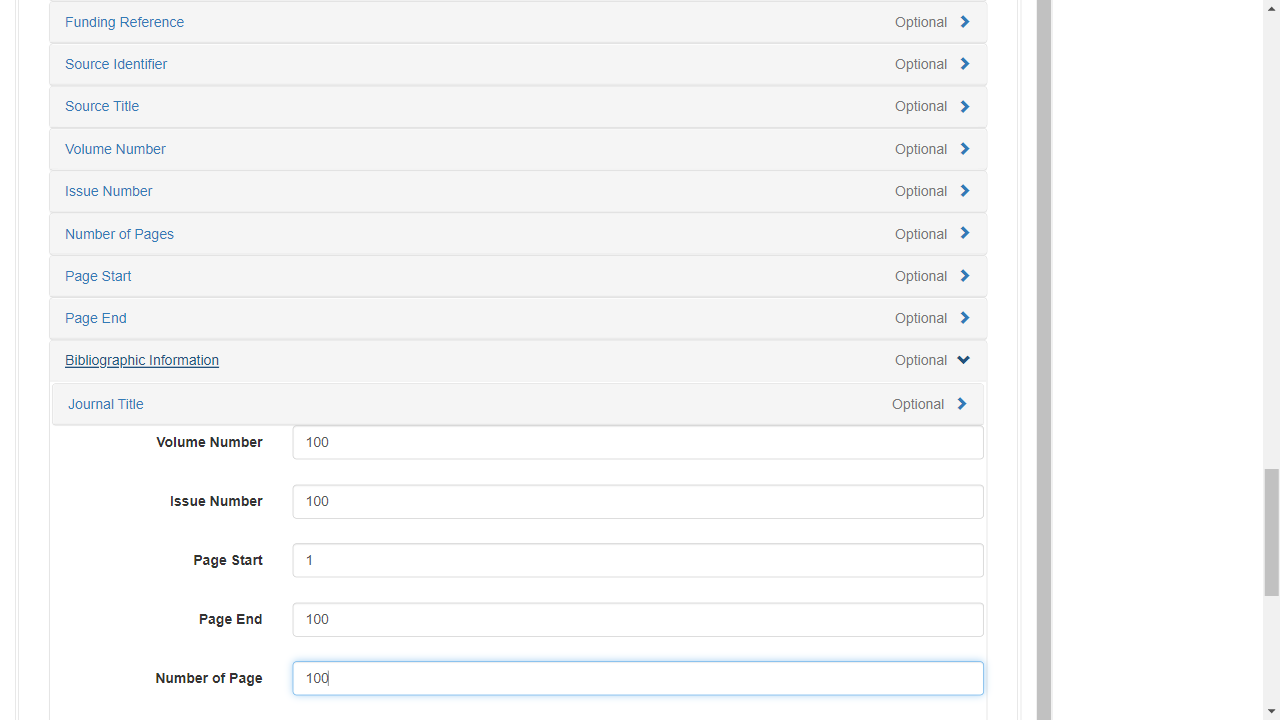 Funding Reference Optional
Source Identifier Optional
Source Title Optional
Volume Number Optional
Issue Number Optional
Number of Pages Optional
Page Start Optional
Page End Optional
Bibliographic Information Optional
Journal Title Optional
Volume Number 100
Issue Number 100
Page Start 1
Page End 100
Number of Page 100